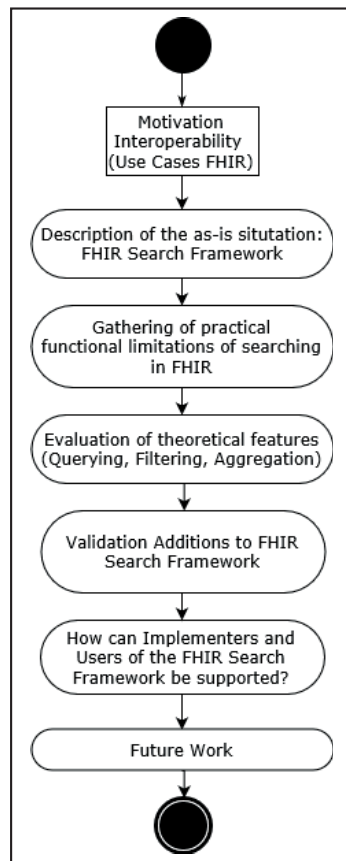 Motivation
Interoperability
(Use Cases FHIR)
Description of the as-is situtation:
FHIR Search Framework
Gathering of practical
functional limitations of searching
in FHIR
Evaluation of theoretical features
(Querying, Filtering, Aggregation)
Validation Additions to FHIR
Search Framework
How can Implementers and
Users of the FHIR Search
Framework be supported?
Future Work